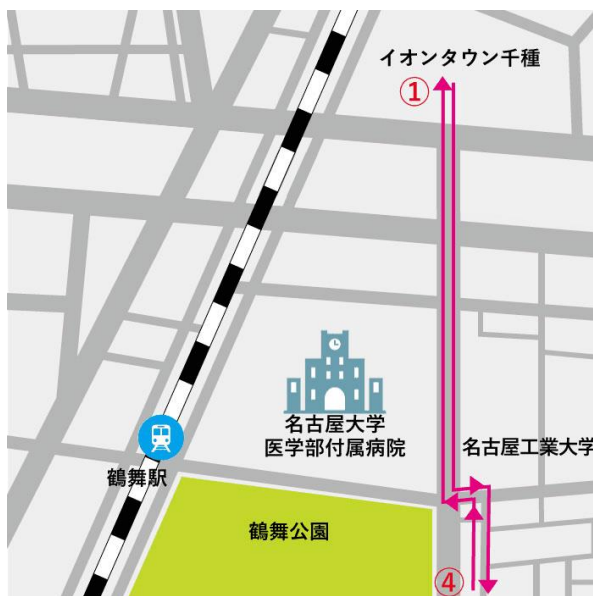 イオンタウン千種
①
名古屋大学
医学部付属病院
名古屋工業大学
鶴舞駅
鶴舞公園
④